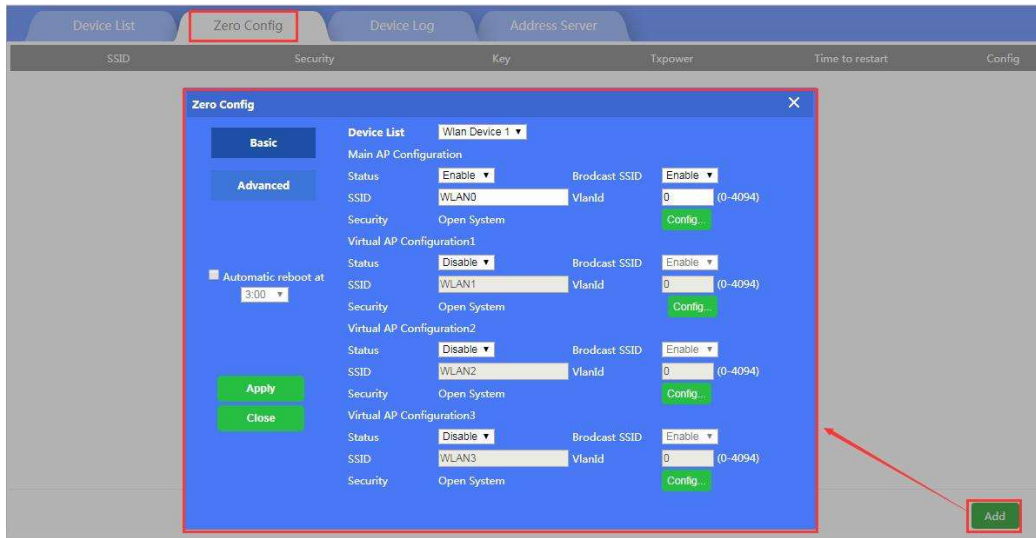 Device List Zero Config Device Log Address Server
SSID Security Key Txpower Time to restart Config
Zero Config ×
Basic
Advanced
Automatic reboot at
3:00
Apply
Close
Device List Wlan Device 1
Main AP Configuration
Status Enable Brodcast SSID Enable
SSID WLAN0 VlanId 0 (0-4094)
Security Open System Config...
Virtual AP Configuration1
Status Disable Brodcast SSID Enable
SSID WLAN1 VlanId 0 (0-4094)
Security Open System Config...
Virtual AP Configuration2
Status Disable Brodcast SSID Enable
SSID WLAN2 VlanId 0 (0-4094)
Security Open System Config...
Virtual AP Configuration3
Status Disable Brodcast SSID Enable
SSID WLAN3 VlanId 0 (0-4094)
Security Open System Config...
Add